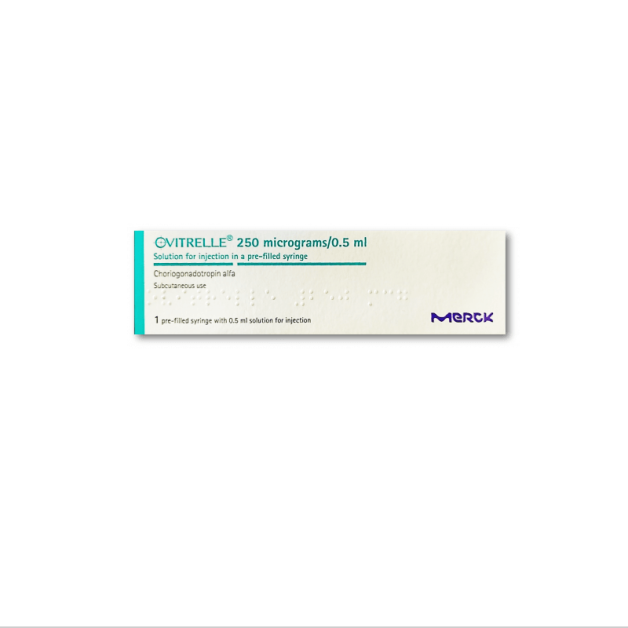 OVITRELLE® 250 micrograms/0.5 ml
Solution for injection in a pre-filled syringe
Choriogonadotropin alfa
Subcutaneous use
1 pre-filled syringe with 0.5 ml solution for injection
MERCK